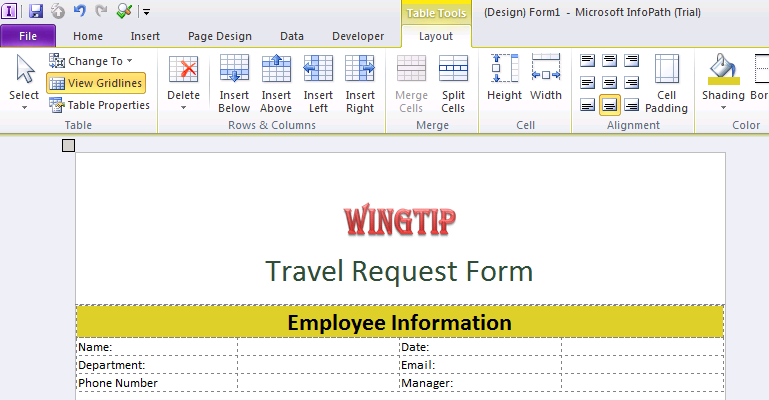 Table Tools (Design) Form1 - Microsoft InfoPath (Trial)
File Home Insert Page Design Data Developer Layout
Select
Change To
View Gridlines
Table Properties
Delete
Insert Below
Insert Above
Insert Left
Insert Right
Merge Cells
Split Cells
Height
Width
Cell Padding
Shading
Bor
Table Rows & Columns Merge Cell Alignment Color
WINGTIP
Travel Request Form
Employee Information
Name: Date:
Department: Email:
Phone Number Manager: